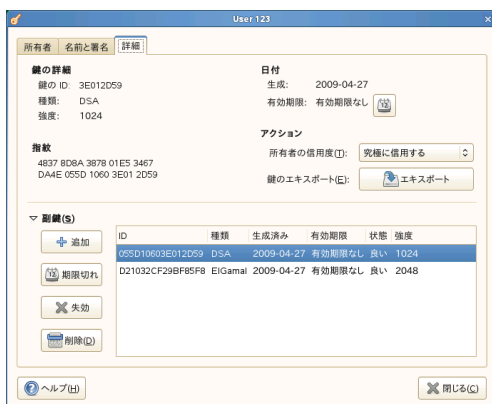 User 123
所有者 名前と署名 詳細
鍵の詳細
鍵の ID: 3E012D59
種類: DSA
強度: 1024
日付
生成: 2009-04-27
有効期限: 有効期限なし
指紋
4837 8D8A 3878 01E5 3467
DA4E 055D 1060 3E01 2D59
アクション
所有者の信用度(T): 究極に信用する
鍵のエキスポート(E): エキスポート
副鍵(S)
追加
期限切れ
失効
削除(D)
ID 種類 生成済み 有効期限 状態 強度
055D10603E012D59 DSA 2009-04-27 有効期限なし 良い 1024
D21032CF29BF85F8 ElGamal 2009-04-27 有効期限なし 良い 2048
ヘルプ(H) 閉じる(C)